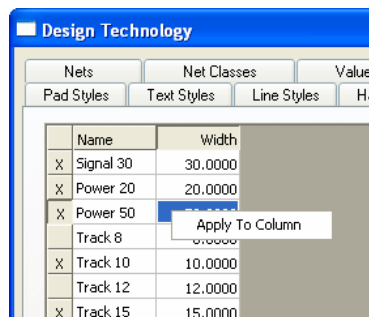 Design Technology
Nets Net Classes Value
Pad Styles Text Styles Line Styles
Name Width
X Signal 30 30.0000
X Power 20 20.0000
X Power 50
Apply To Column
Track 8
X Track 10 10.0000
Track 12 12.0000
X Track 15 15.0000